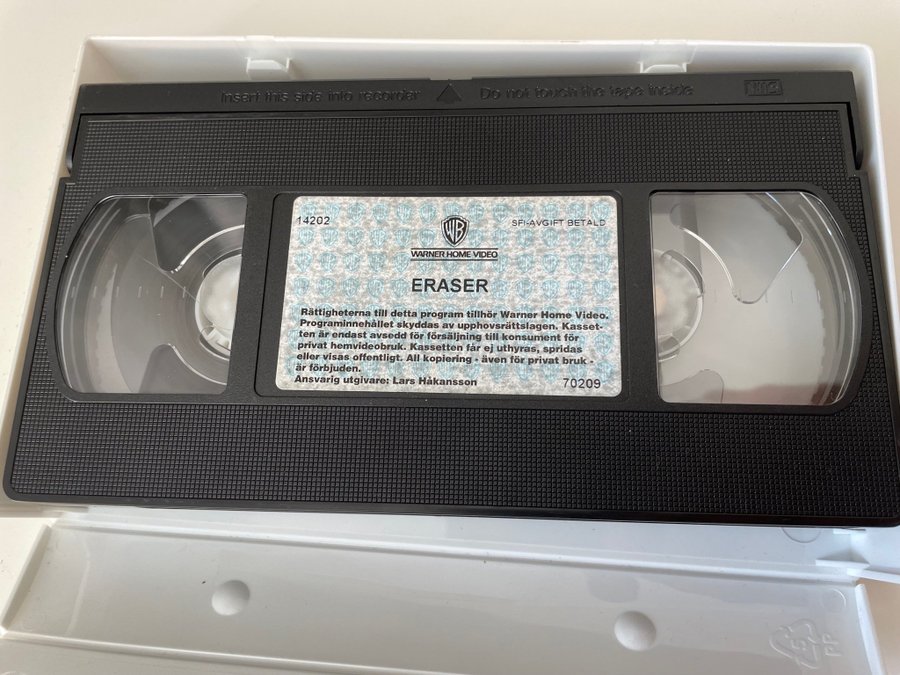 Insert this side into recorder Do not touch the tape inside VHS
14202 SFI-AVGIFT BETALD
WB
WARNER HOME VIDEO
ERASER
Rättigheterna till detta program tillhör Warner Home Video.
Programinnehållet skyddas av upphovsrättslagen. Kasset-
ten är endast avsedd för försäljning till konsument för
privat hemvideobruk. Kassetten får ej uthyras, spridas
eller visas offentligt. All kopiering - även för privat bruk -
är förbjuden.
Ansvarig utgivare: Lars Håkansson 70209
PP